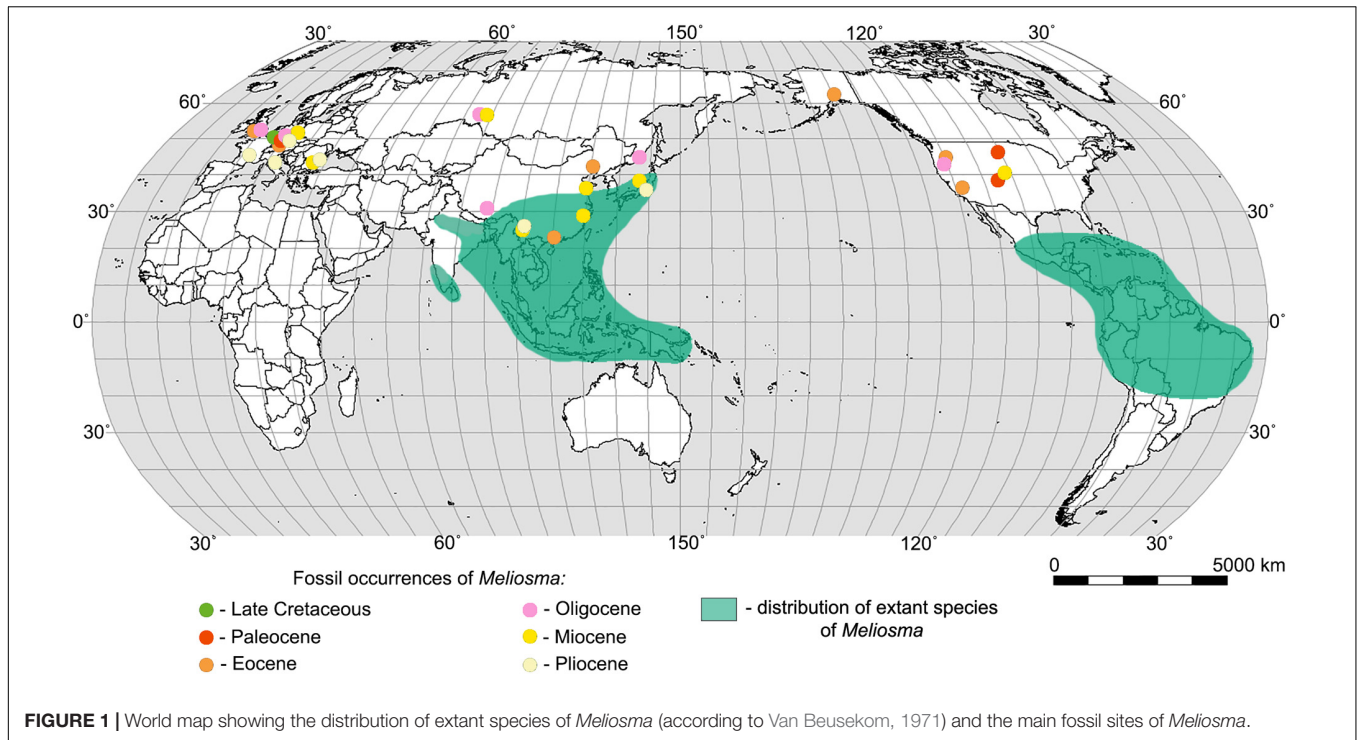 30° 60° 150° 120° 30°
60° 60°
30° 30°
0° 0°
30° 30°
30° 60° 150° 120° 30°
Fossil occurrences of Meliosma:
0 5000 km
- Late Cretaceous
- Paleocene
- Eocene
- Oligocene
- Miocene
- Pliocene
- distribution of extant species
of Meliosma
FIGURE 1 | World map showing the distribution of extant species of Meliosma (according to Van Beusekom, 1971) and the main fossil sites of Meliosma.